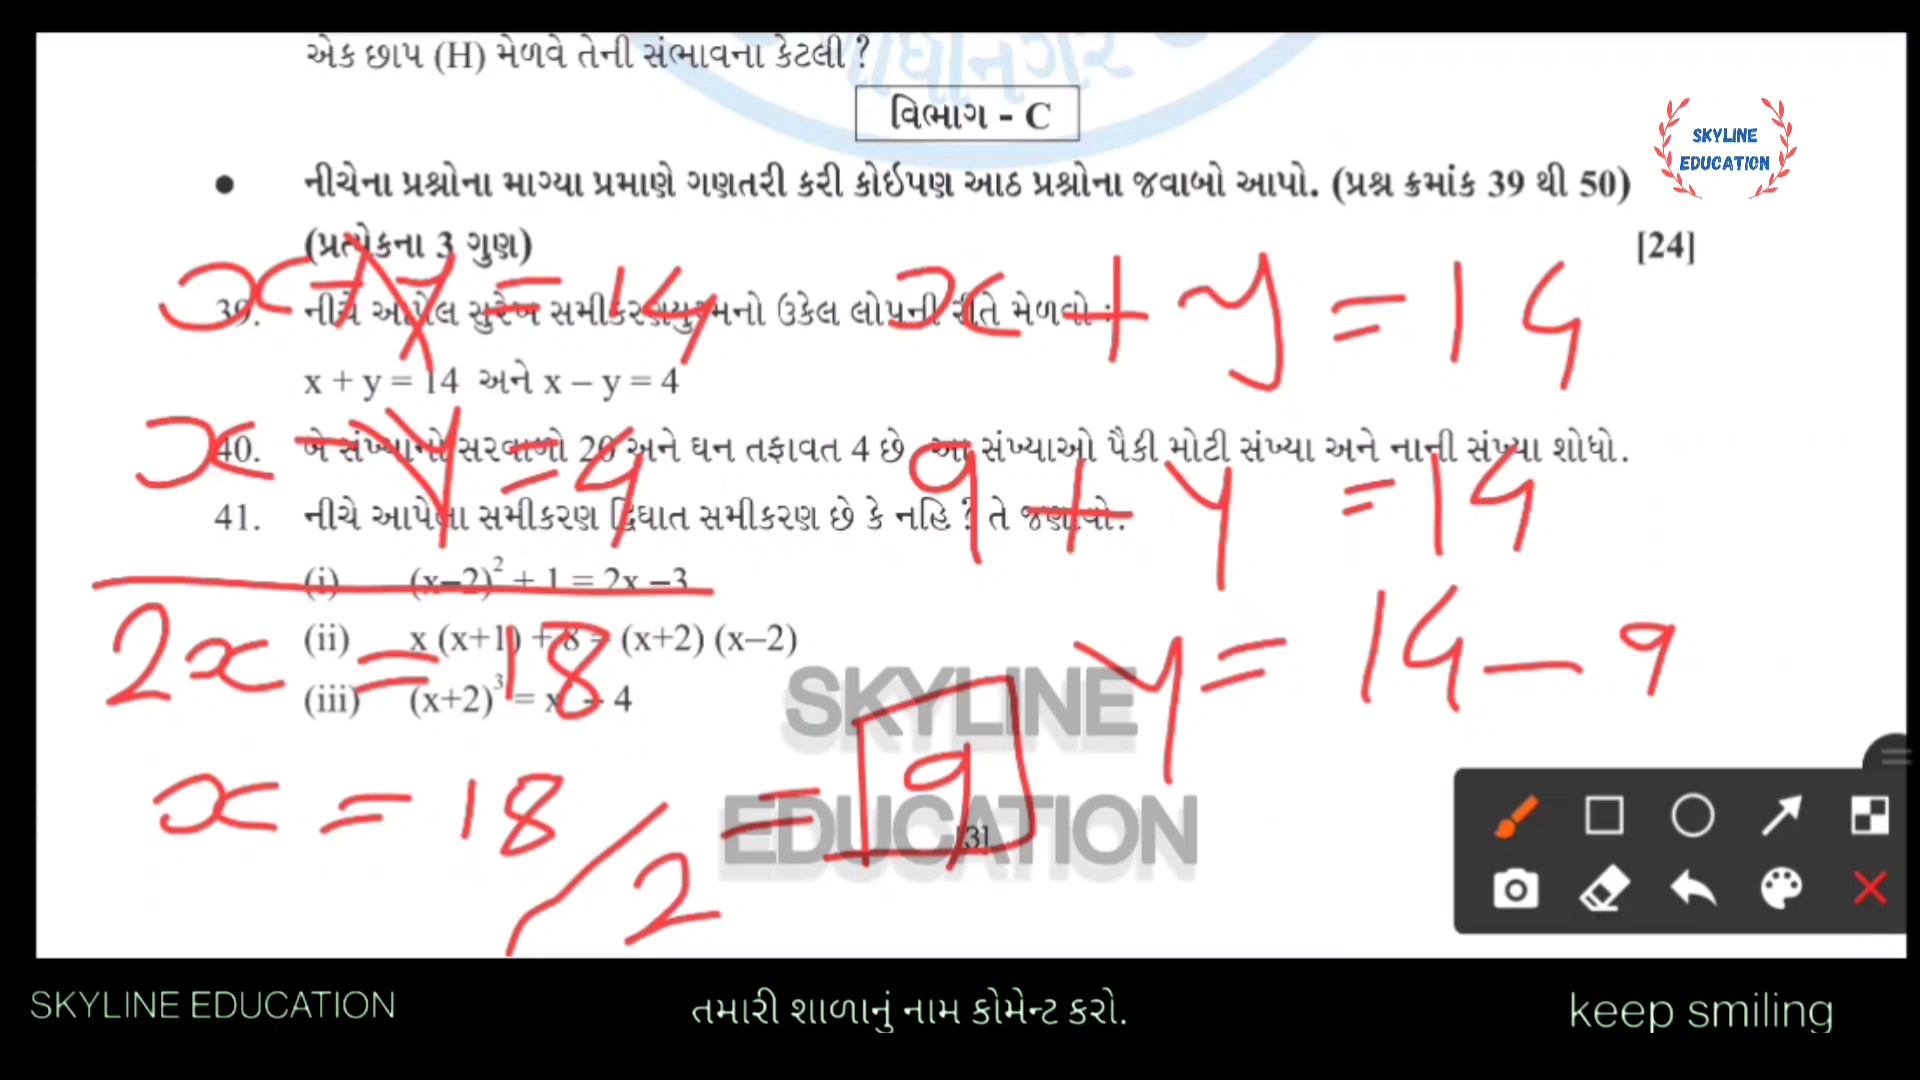 એક છાપ (H) મેળવે તેની સંભાવના કેટલી ?
વિભાગ - C
SKYLINE
EDUCATION
● નીચેના પ્રશ્નોના માગ્યા પ્રમાણે ગણતરી કરી કોઈપણ આઠ પ્રશ્નોના જવાબો આપો. (પ્રશ્ન ક્રમાંક 39 થી 50)
(પ્રત્યેકના 3 ગુણ) [24]
39. નીચે આપેલ સુરેખ સમીકરણયુગ્મનો ઉકેલ લોપની રીતે મેળવો :
x + y = 14 અને x – y = 4
40. બે સંખ્યાનો સરવાળો 20 અને ધન તફાવત 4 છે આ સંખ્યાઓ પૈકી મોટી સંખ્યા અને નાની સંખ્યા શોધો.
41. નીચે આપેલા સમીકરણ દ્વિઘાત સમીકરણ છે કે નહિ ? તે જણાવો.
(i) (x–2)² + 1 = 2x –3
(ii) x (x+1) + 8 = (x+2) (x–2)
(iii) (x+2)³ = x³ – 4
x + y = 14
x - y = 4
2x = 18
x = 18/2 = 9
x + y = 14
9 + y = 14
y = 14 - 9
SKYLINE
EDUCATION
31
SKYLINE EDUCATION
તમારી શાળાનું નામ કોમેન્ટ કરો.
keep smiling